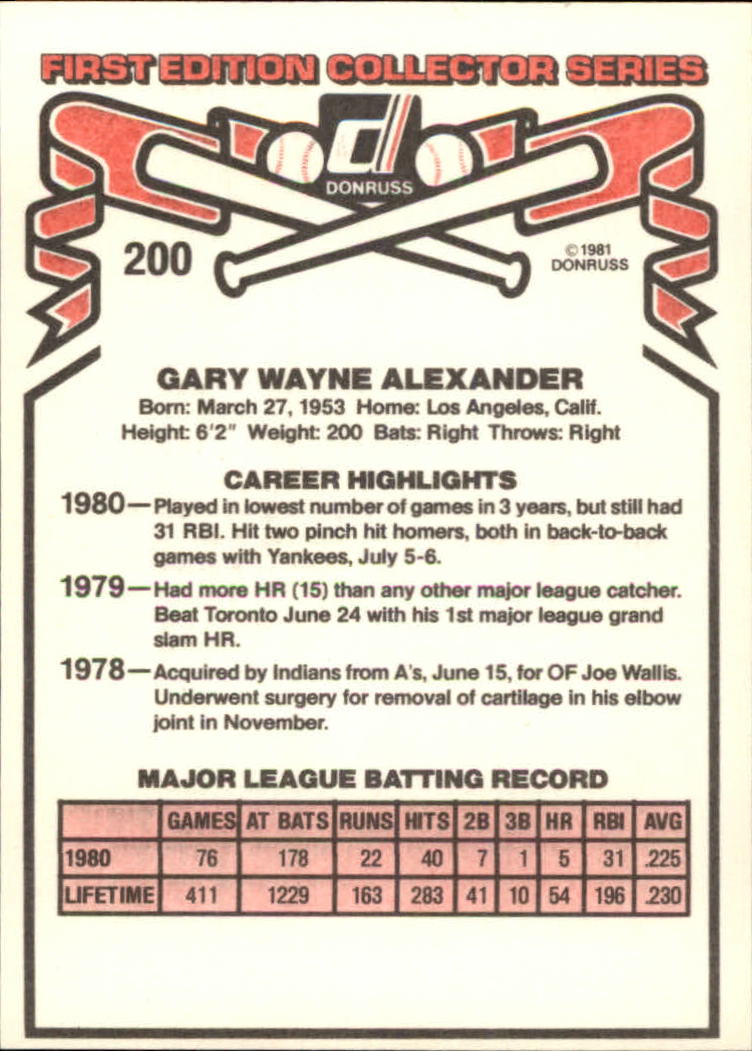 FIRST EDITION COLLECTOR SERIES
DONRUSS
200
© 1981
DONRUSS
GARY WAYNE ALEXANDER
Born: March 27, 1953 Home: Los Angeles, Calif.
Height: 6'2" Weight: 200 Bats: Right Throws: Right
CAREER HIGHLIGHTS
1980—Played in lowest number of games in 3 years, but still had
31 RBI. Hit two pinch hit homers, both in back-to-back
games with Yankees, July 5-6.
1979—Had more HR (15) than any other major league catcher.
Beat Toronto June 24 with his 1st major league grand
slam HR.
1978—Acquired by Indians from A's, June 15, for OF Joe Wallis.
Underwent surgery for removal of cartilage in his elbow
joint in November.
MAJOR LEAGUE BATTING RECORD
GAMES AT BATS RUNS HITS 2B 3B HR RBI AVG
1980 76 178 22 40 7 1 5 31 .225
LIFETIME 411 1229 163 283 41 10 54 196 .230